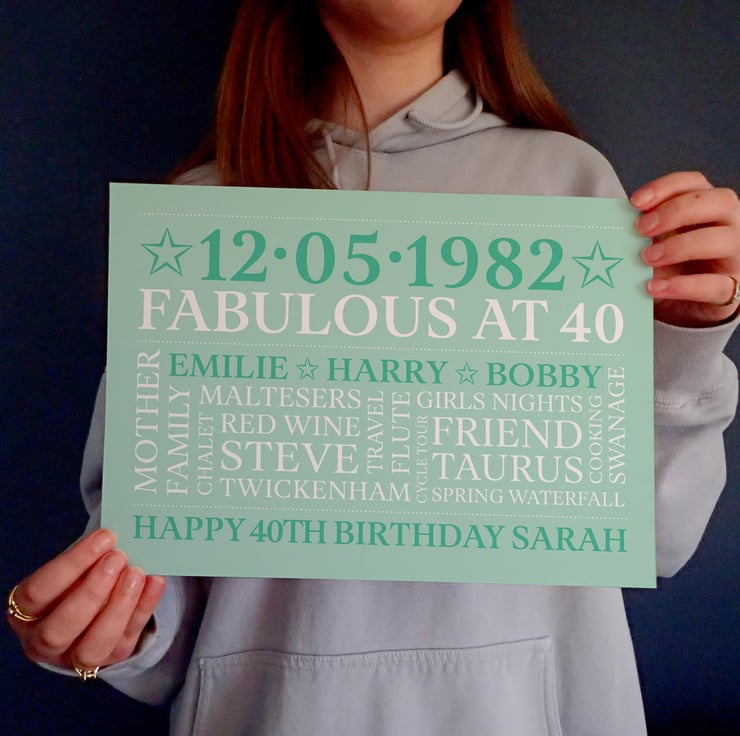 12·05·1982
FABULOUS AT 40
EMILIE ☆ HARRY ☆ BOBBY
MOTHER
FAMILY
CHALET
MALTESERS
RED WINE
STEVE
TWICKENHAM
TRAVEL
FLUTE
CYCLE TOUR
GIRLS NIGHTS
FRIEND
TAURUS
SPRING WATERFALL
COOKING
SWANAGE
HAPPY 40TH BIRTHDAY SARAH